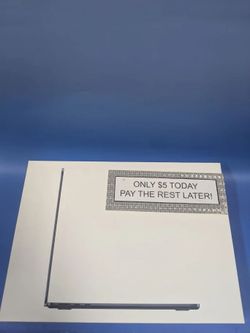 ONLY $5 TODAY
PAY THE REST LATER!